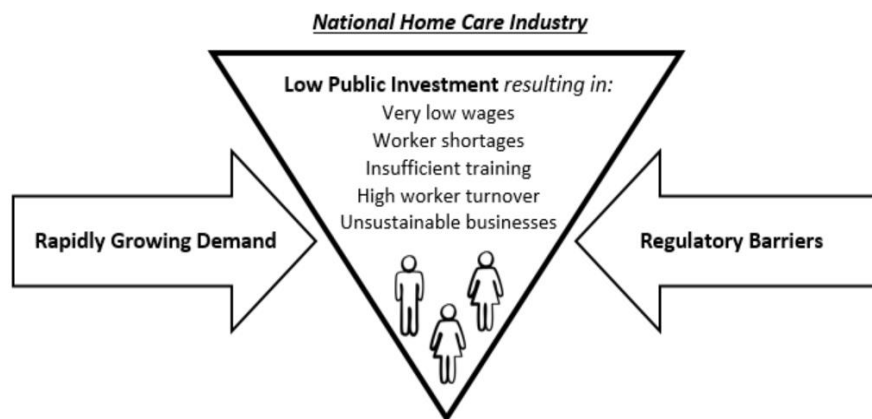 National Home Care Industry
Low Public Investment resulting in:
Very low wages
Worker shortages
Insufficient training
High worker turnover
Unsustainable businesses
Rapidly Growing Demand
Regulatory Barriers